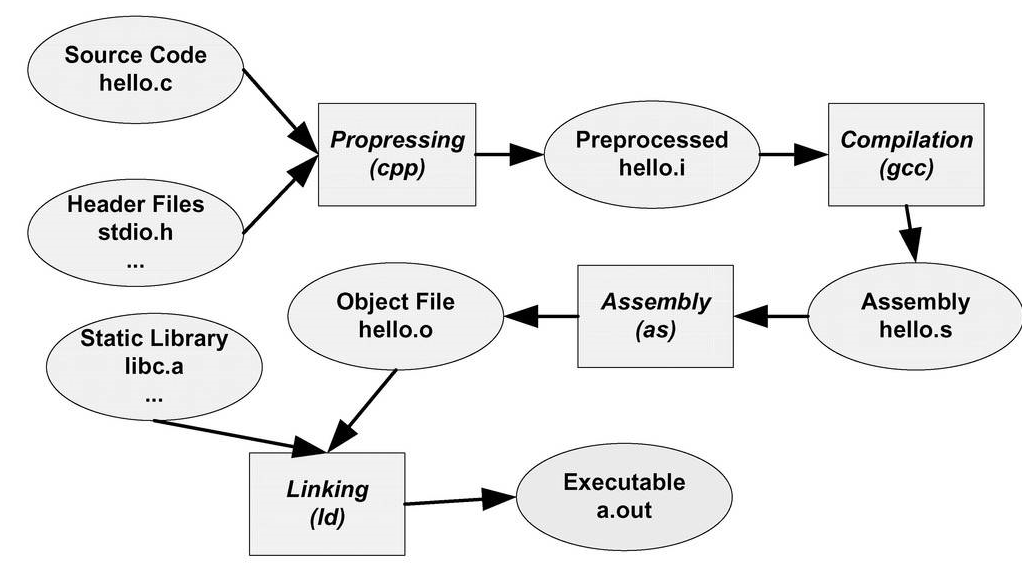 Source Code
hello.c
Header Files
stdio.h
...
Propressing
(cpp)
Preprocessed
hello.i
Compilation
(gcc)
Assembly
hello.s
Assembly
(as)
Object File
hello.o
Static Library
libc.a
...
Linking
(ld)
Executable
a.out